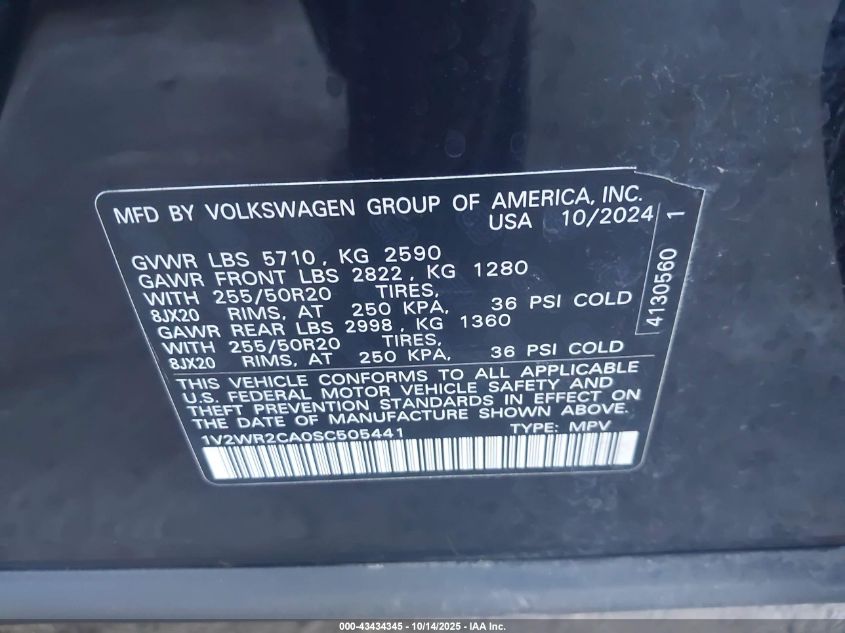 MFD BY VOLKSWAGEN GROUP OF AMERICA, INC.
USA 10/2024
GVWR LBS 5710, KG 2590
GAWR FRONT LBS 2822, KG 1280
WITH 255/50R20 TIRES,
8JX20 RIMS, AT 250 KPA, 36 PSI COLD
GAWR REAR LBS 2998, KG 1360
WITH 255/50R20 TIRES,
8JX20 RIMS, AT 250 KPA, 36 PSI COLD
THIS VEHICLE CONFORMS TO ALL APPLICABLE
U.S. FEDERAL MOTOR VEHICLE SAFETY AND
THEFT PREVENTION STANDARDS IN EFFECT ON
THE DATE OF MANUFACTURE SHOWN ABOVE.
1V2WR2CA0SC505441 TYPE: MPV
4130560 1
000-43434345 - 10/14/2025 - IAA Inc.